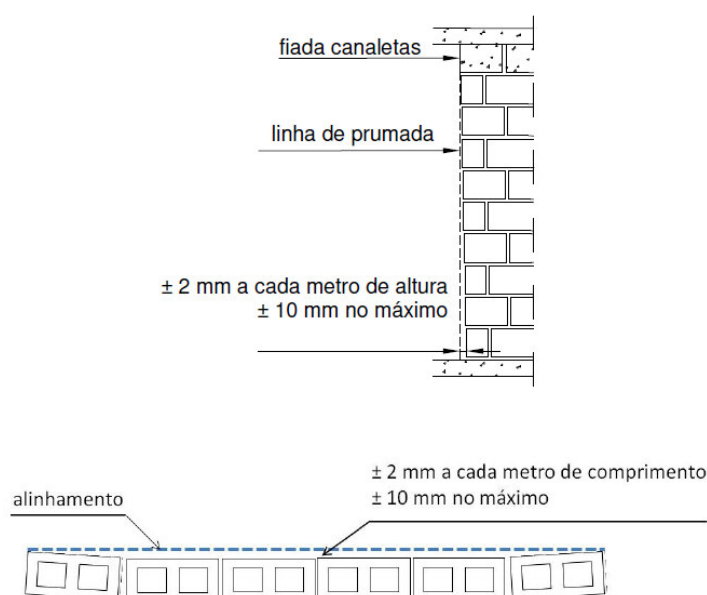 fiada canaletas
linha de prumada
± 2 mm a cada metro de altura
± 10 mm no máximo
± 2 mm a cada metro de comprimento
± 10 mm no máximo
alinhamento